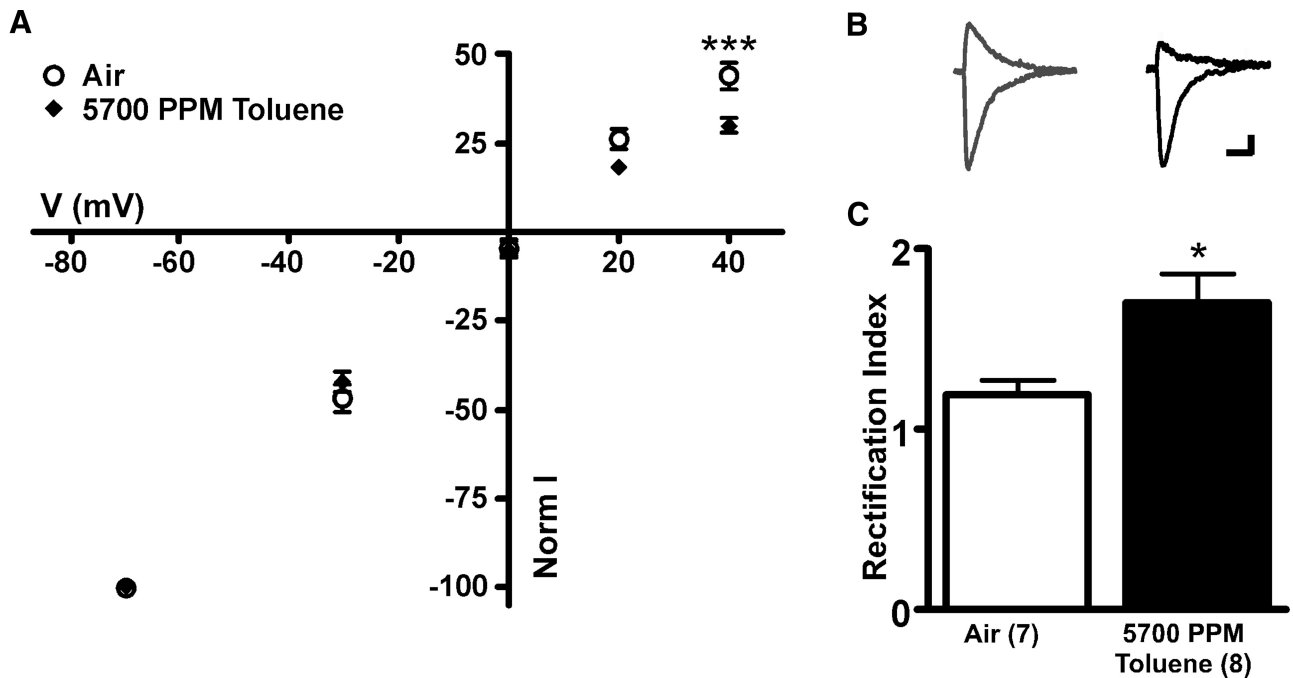 A
Air
5700 PPM Toluene
V (mV)
50
25
***
-80 -60 -40 -20 20 40
-25
-50
-75
-100
Norm I
B
C
Rectification Index
2
1
0
*
Air (7)
5700 PPM
Toluene (8)